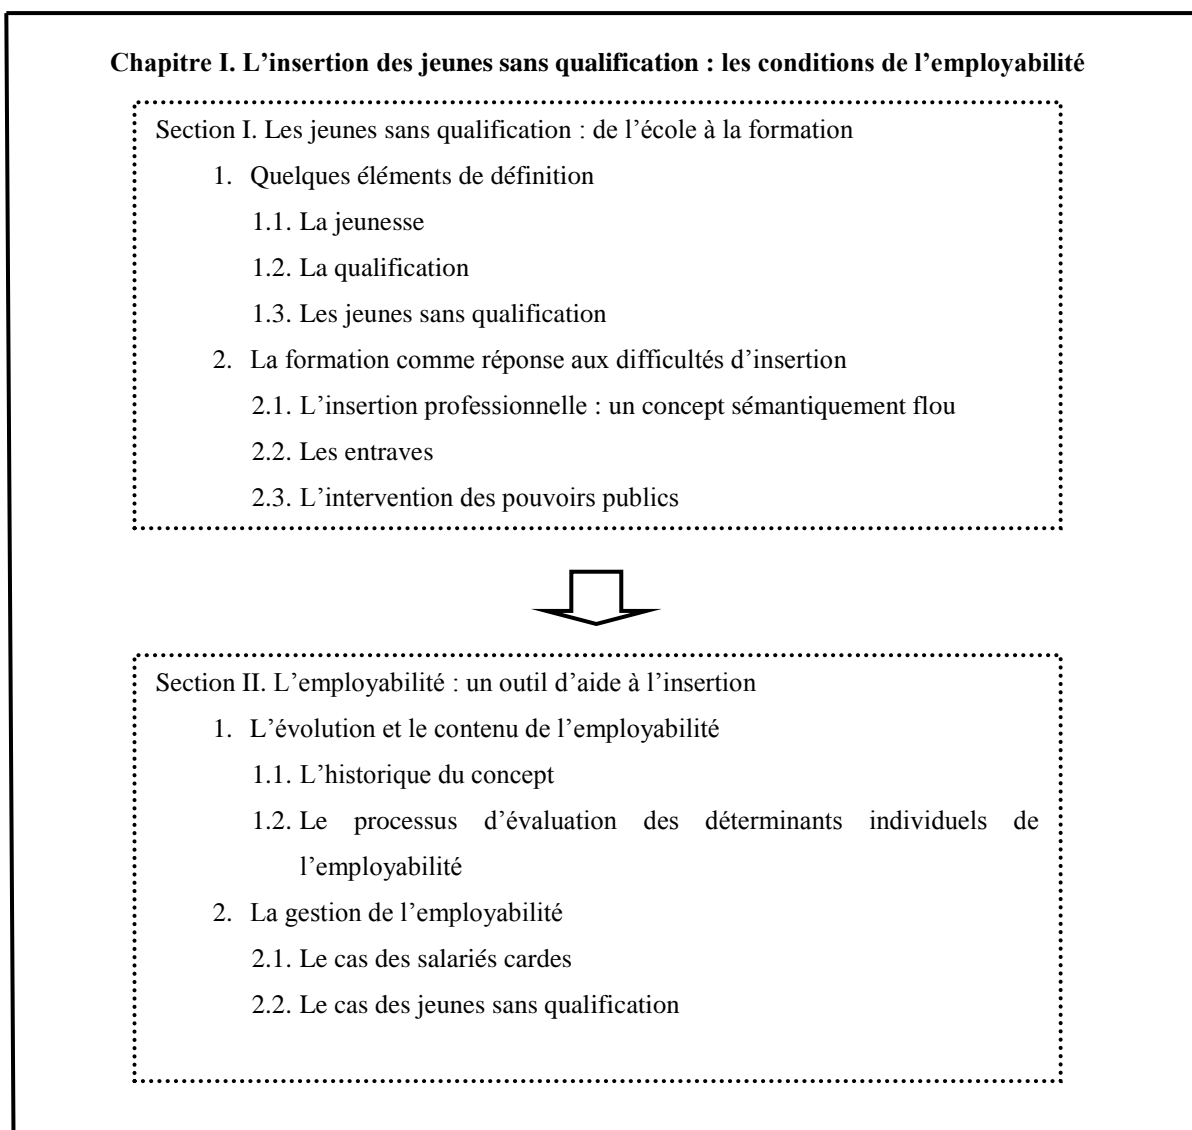 Chapitre I. L’insertion des jeunes sans qualification : les conditions de l’employabilité
Section I. Les jeunes sans qualification : de l’école à la formation
1. Quelques éléments de définition
1.1. La jeunesse
1.2. La qualification
1.3. Les jeunes sans qualification
2. La formation comme réponse aux difficultés d’insertion
2.1. L’insertion professionnelle : un concept sémantiquement flou
2.2. Les entraves
2.3. L’intervention des pouvoirs publics
Section II. L’employabilité : un outil d’aide à l’insertion
1. L’évolution et le contenu de l’employabilité
1.1. L’historique du concept
1.2. Le processus d’évaluation des déterminants individuels de
l’employabilité
2. La gestion de l’employabilité
2.1. Le cas des salariés cardes
2.2. Le cas des jeunes sans qualification